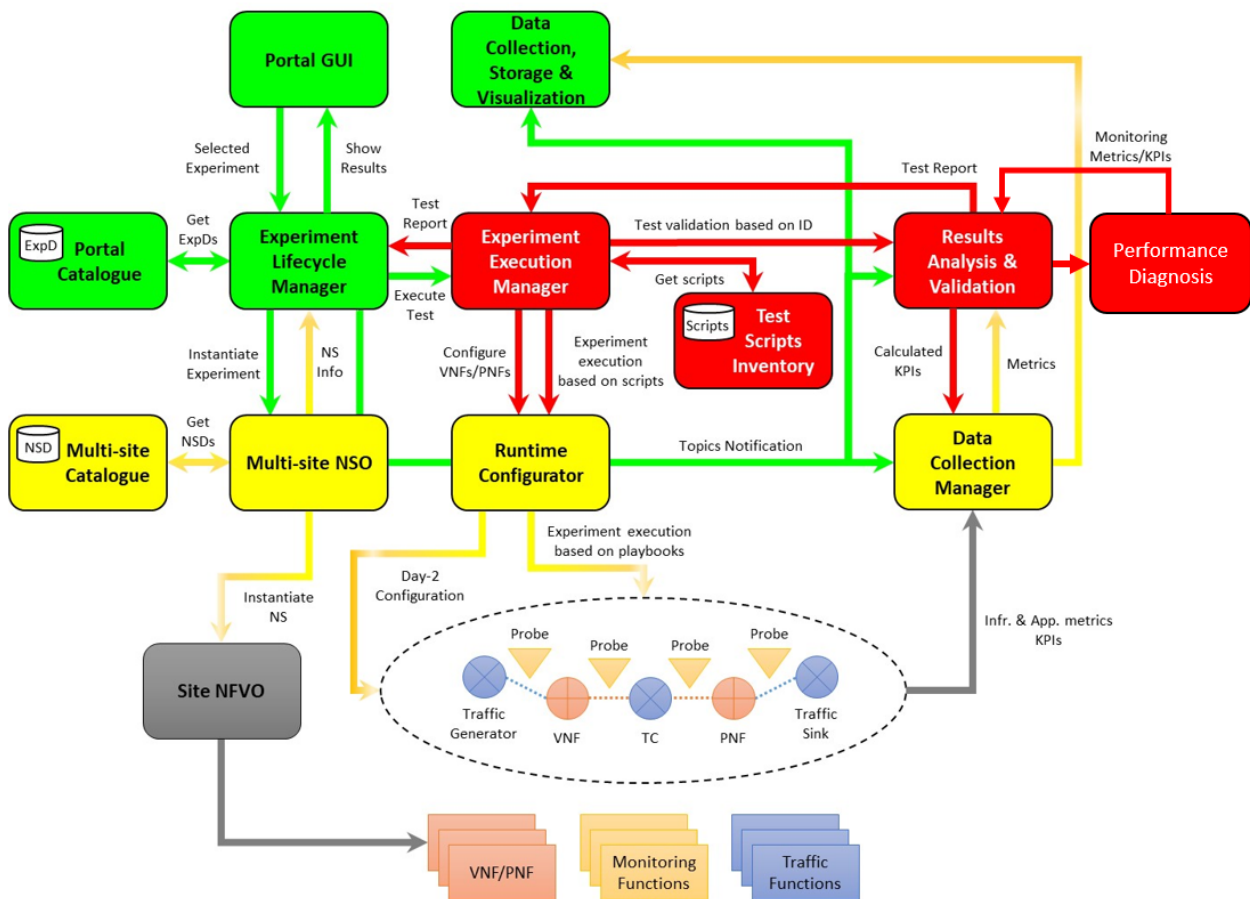 Portal GUI
Data
Collection,
Storage &
Visualization
Selected
Experiment
Show
Results
Monitoring
Metrics/KPIs
Test Report
ExpD
Portal
Catalogue
Get
ExpDs
Experiment
Lifecycle
Manager
Test
Report
Execute
Test
Experiment
Execution
Manager
Test validation based on ID
Get scripts
Scripts
Test
Scripts
Inventory
Results
Analysis &
Validation
Performance
Diagnosis
Instantiate
Experiment
NS
Info
Configure
VNFs/PNFs
Experiment
execution
based on scripts
Calculated
KPIs
Metrics
NSD
Multi-site
Catalogue
Get
NSDs
Multi-site NSO
Runtime
Configurator
Topics Notification
Data
Collection
Manager
Instantiate
NS
Day-2
Configuration
Experiment execution
based on playbooks
Infr. & App. metrics
KPIs
Site NFVO
Probe
Probe
Probe
Probe
Traffic
Generator
VNF
TC
PNF
Traffic
Sink
VNF/PNF
Monitoring
Functions
Traffic
Functions